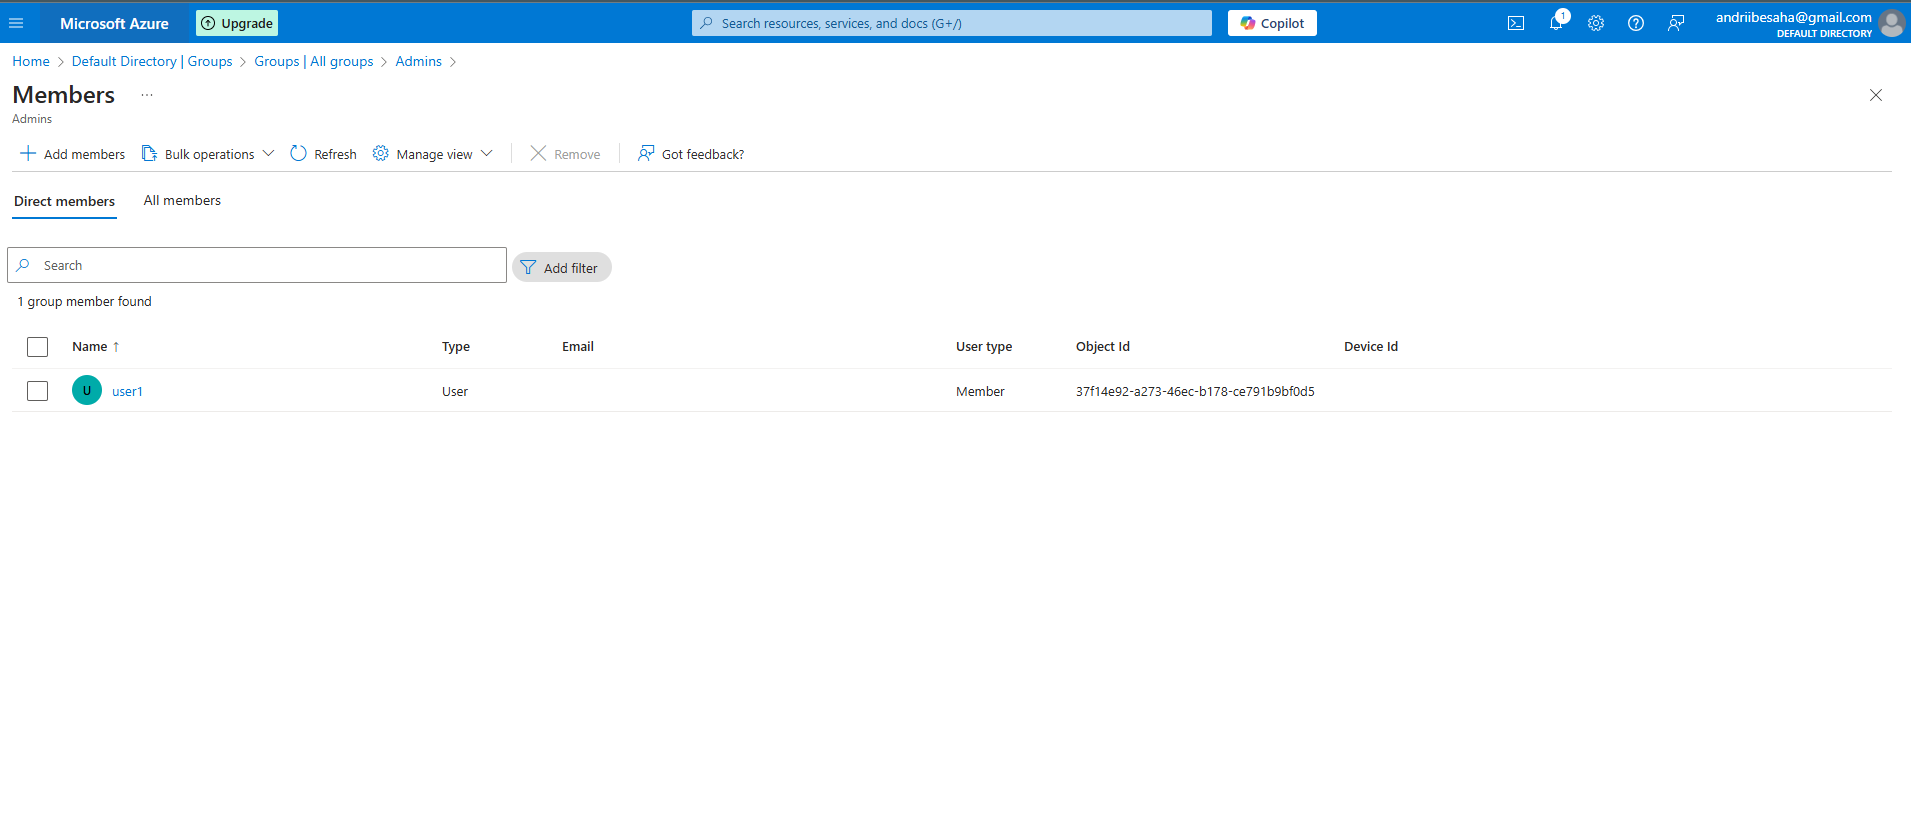 Microsoft Azure
Upgrade
Search resources, services, and docs (G+/)
Copilot
1
andriibesaha@gmail.com
DEFAULT DIRECTORY
Home > Default Directory | Groups > Groups | All groups > Admins >
Members ...
Admins
Add members Bulk operations Refresh Manage view Remove Got feedback?
Direct members All members
Search Add filter
1 group member found
Name ↑ Type Email User type Object Id Device Id
U user1 User Member 37f14e92-a273-46ec-b178-ce791b9bf0d5